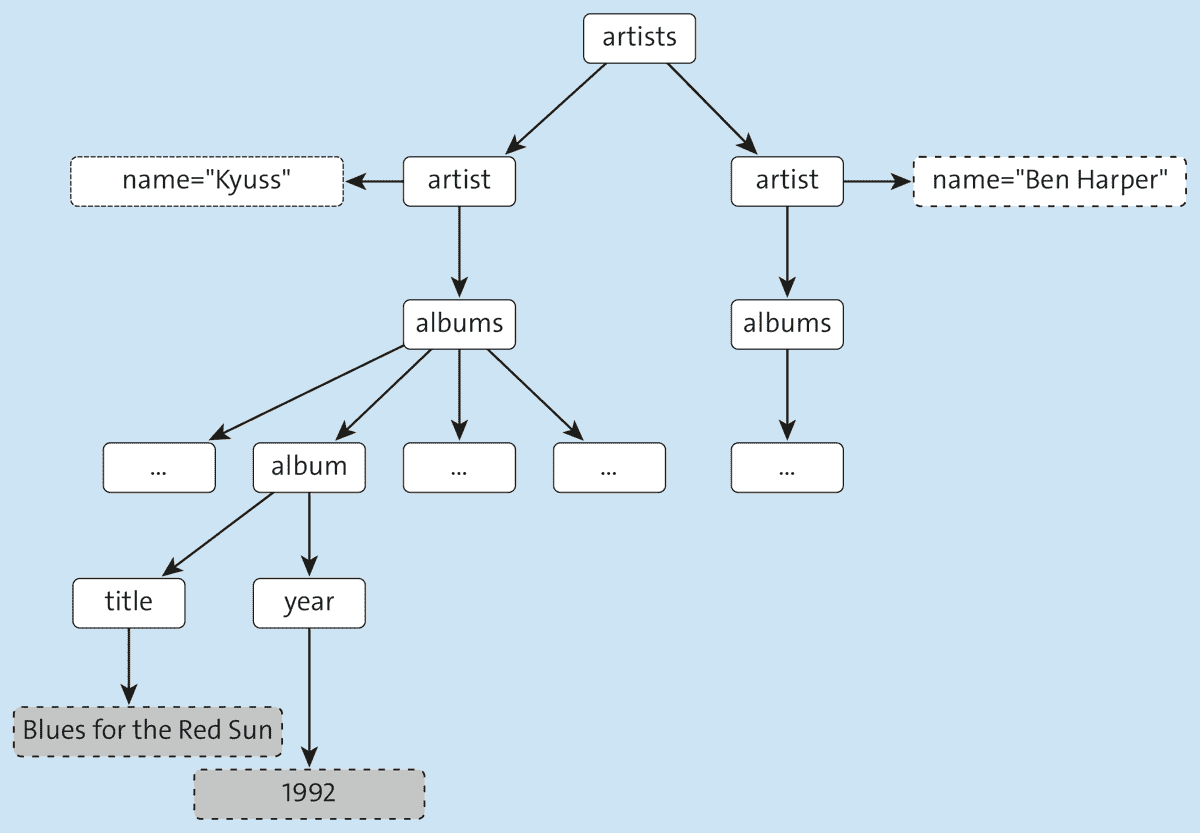 artists
name="Kyuss"
artist
artist
name="Ben Harper"
albums
albums
...
album
...
...
...
title
year
Blues for the Red Sun
1992